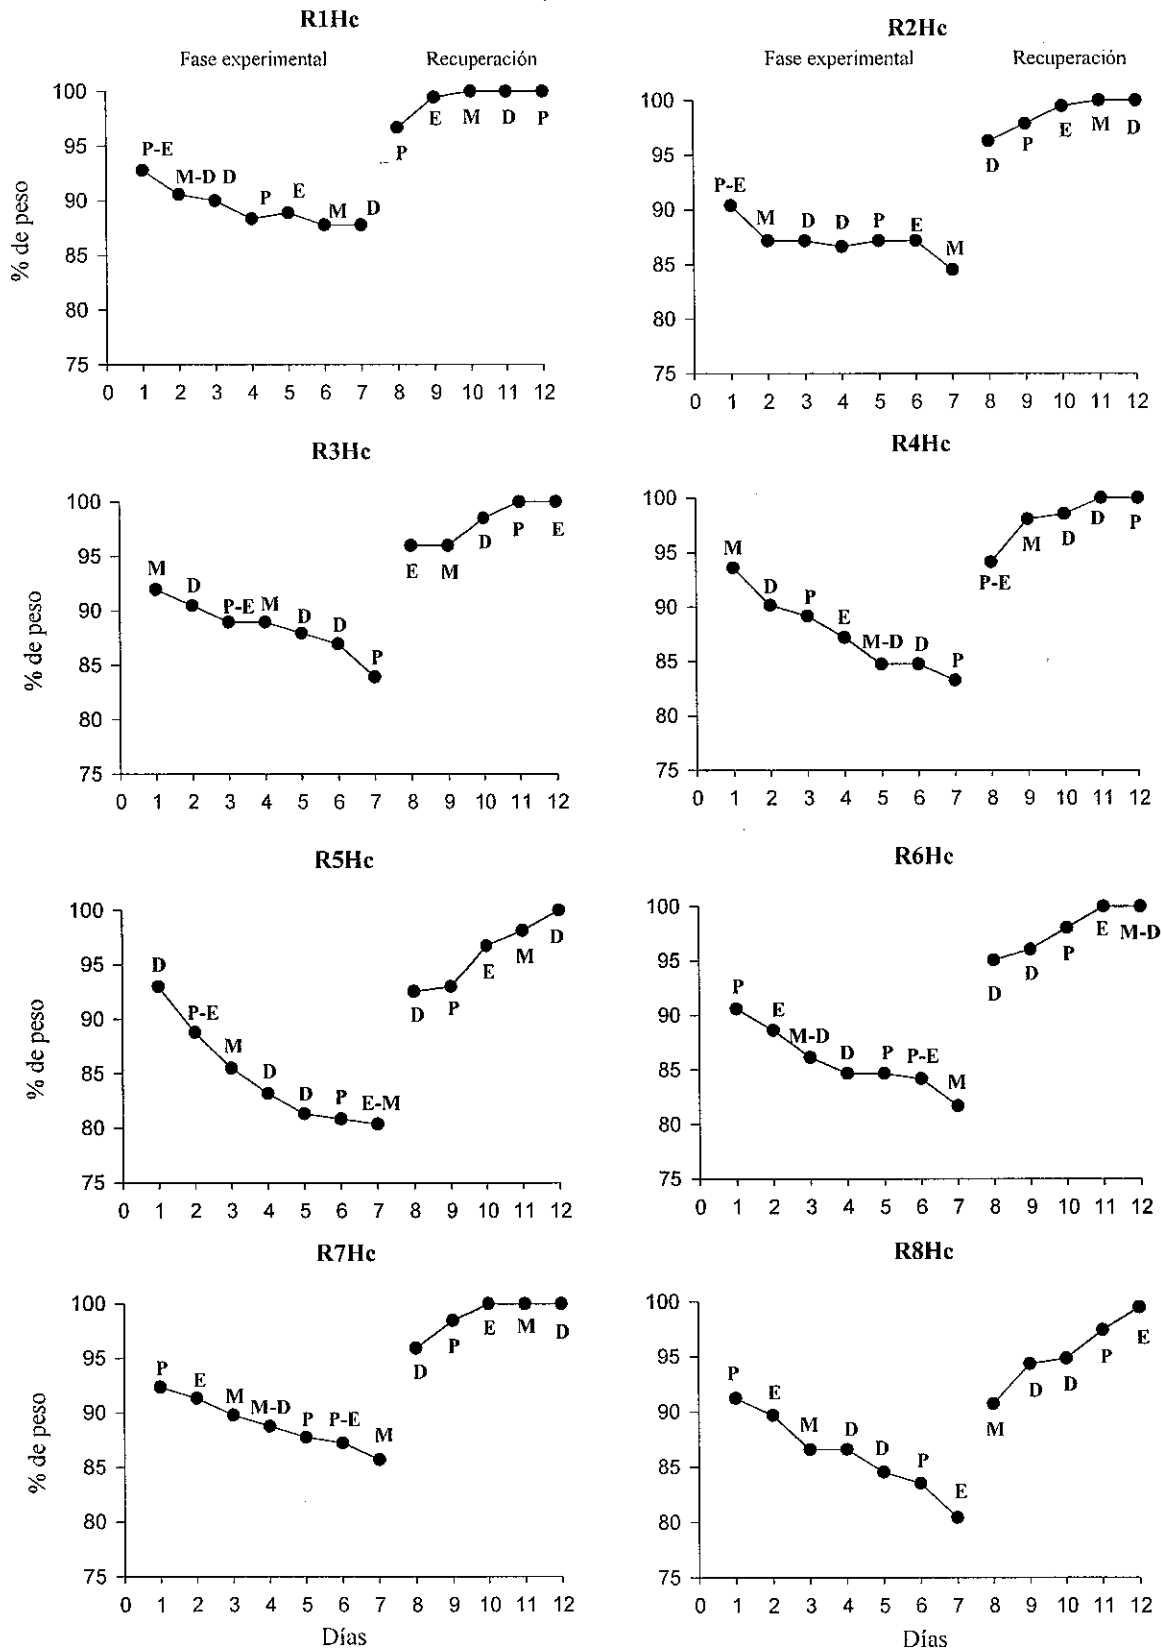 R1Hc
Fase experimental Recuperación
100
95
90
85
80
75
% de peso
P-E M-D D P E M D P E M D P
0 1 2 3 4 5 6 7 8 9 10 11 12
R2Hc
Fase experimental Recuperación
100
95
90
85
80
75
P-E M D D P E M D P E M D
0 1 2 3 4 5 6 7 8 9 10 11 12
R3Hc
100
95
90
85
80
75
% de peso
M D P-E M D D P E M D P E
0 1 2 3 4 5 6 7 8 9 10 11 12
R4Hc
100
95
90
85
80
75
M D P E M-D D P P-E M D D P
0 1 2 3 4 5 6 7 8 9 10 11 12
R5Hc
100
95
90
85
80
75
% de peso
D P-E M D D P E-M D P E M D
0 1 2 3 4 5 6 7 8 9 10 11 12
R6Hc
100
95
90
85
80
75
P E M-D D P P-E M D D P E M-D
0 1 2 3 4 5 6 7 8 9 10 11 12
R7Hc
100
95
90
85
80
75
% de peso
P E M M-D P P-E M D P E M D
0 1 2 3 4 5 6 7 8 9 10 11 12
Días
R8Hc
100
95
90
85
80
75
P E M D D P E M D D P E
0 1 2 3 4 5 6 7 8 9 10 11 12
Días